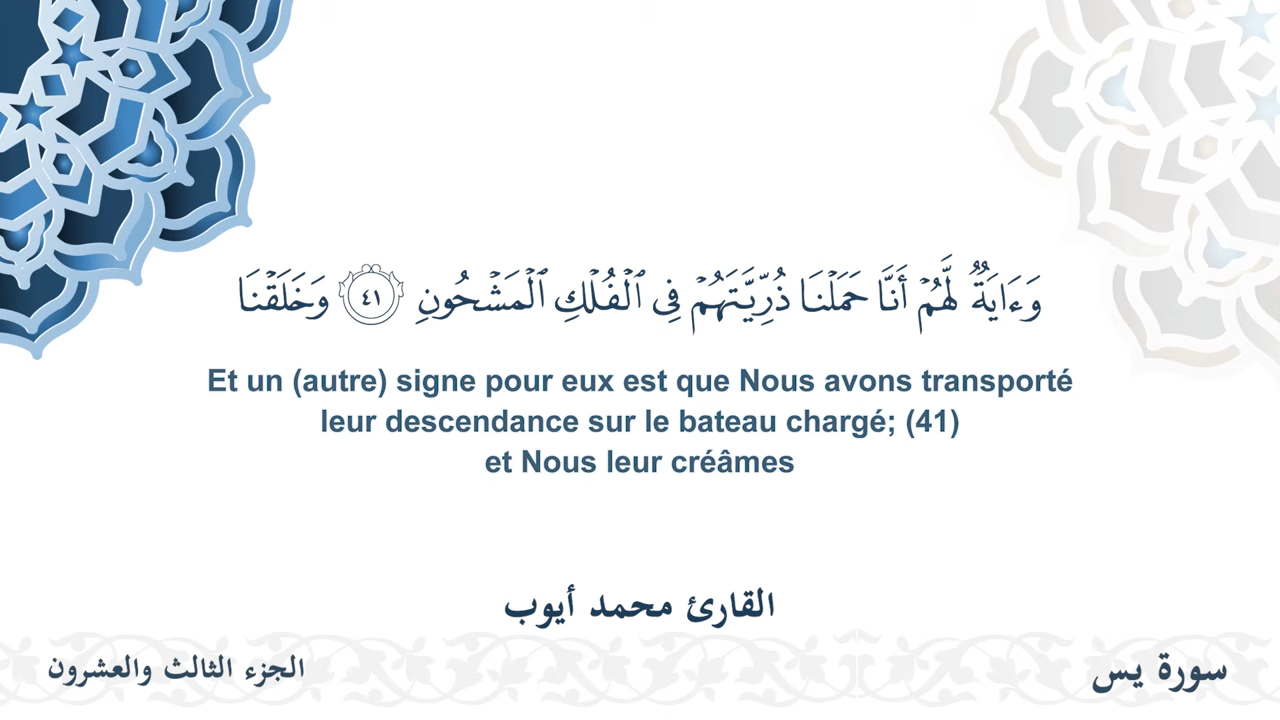 وَءَايَةٌ لَّهُمْ أَنَّا حَمَلْنَا ذُرِّيَّتَهُمْ فِى ٱلْفُلْكِ ٱلْمَشْحُونِ ٤١ وَخَلَقْنَا
Et un (autre) signe pour eux est que Nous avons transporté
leur descendance sur le bateau chargé; (41)
et Nous leur créâmes
القارئ محمد أيوب
سورة يس
الجزء الثالث والعشرون